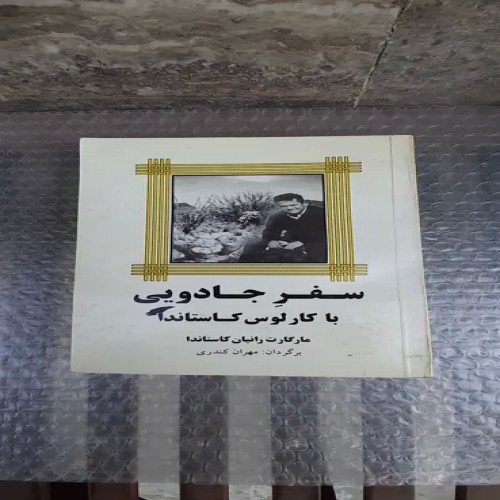 سفرِ جادویی
با کارلوس کاستاندا
مارگارت رانیان کاستاندا
برگردان: مهران کندری